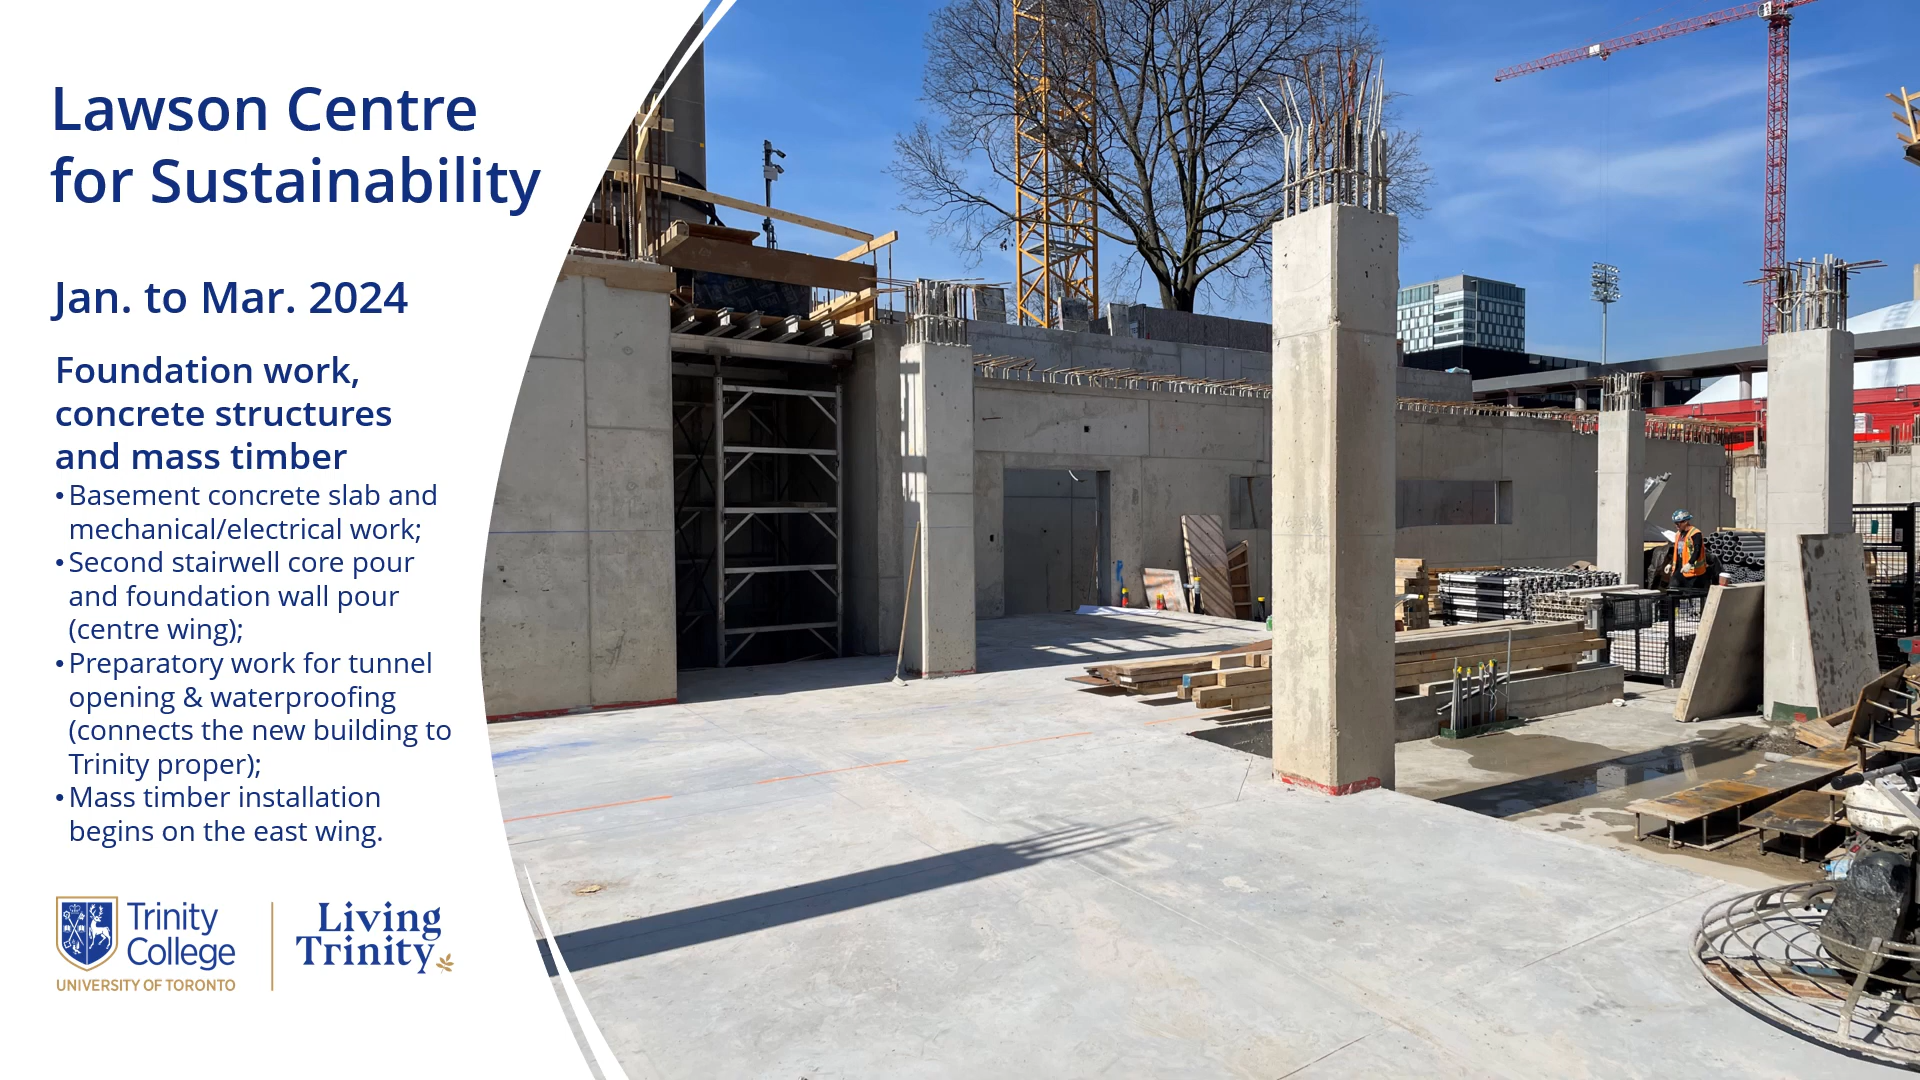 Lawson Centre
for Sustainability
Jan. to Mar. 2024
Foundation work,
concrete structures
and mass timber
• Basement concrete slab and
mechanical/electrical work;
• Second stairwell core pour
and foundation wall pour
(centre wing);
• Preparatory work for tunnel
opening & waterproofing
(connects the new building to
Trinity proper);
• Mass timber installation
begins on the east wing.
Trinity
College
UNIVERSITY OF TORONTO
Living
Trinity